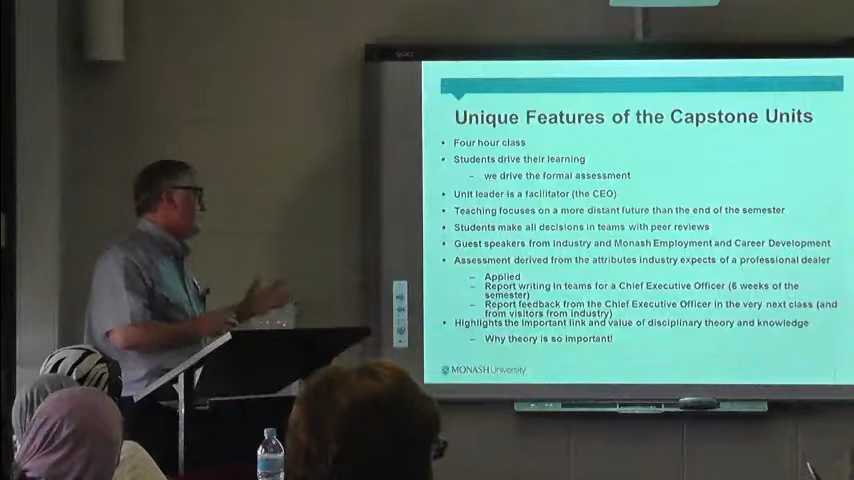 Unique Features of the Capstone Units
• Four hour class
• Students drive their learning
– we drive the formal assessment
• Unit leader is a facilitator (the CEO)
• Teaching focuses on a more distant future than the end of the semester
• Students make all decisions in teams with peer reviews
• Guest speakers from industry and Monash Employment and Career Development
• Assessment derived from the attributes industry expects of a professional dealer
– Applied
– Report writing in teams for a Chief Executive Officer (6 weeks of the
semester)
– Report feedback from the Chief Executive Officer in the very next class (and
from visitors from industry)
• Highlights the important link and value of disciplinary theory and knowledge
– Why theory is so important!
MONASH University